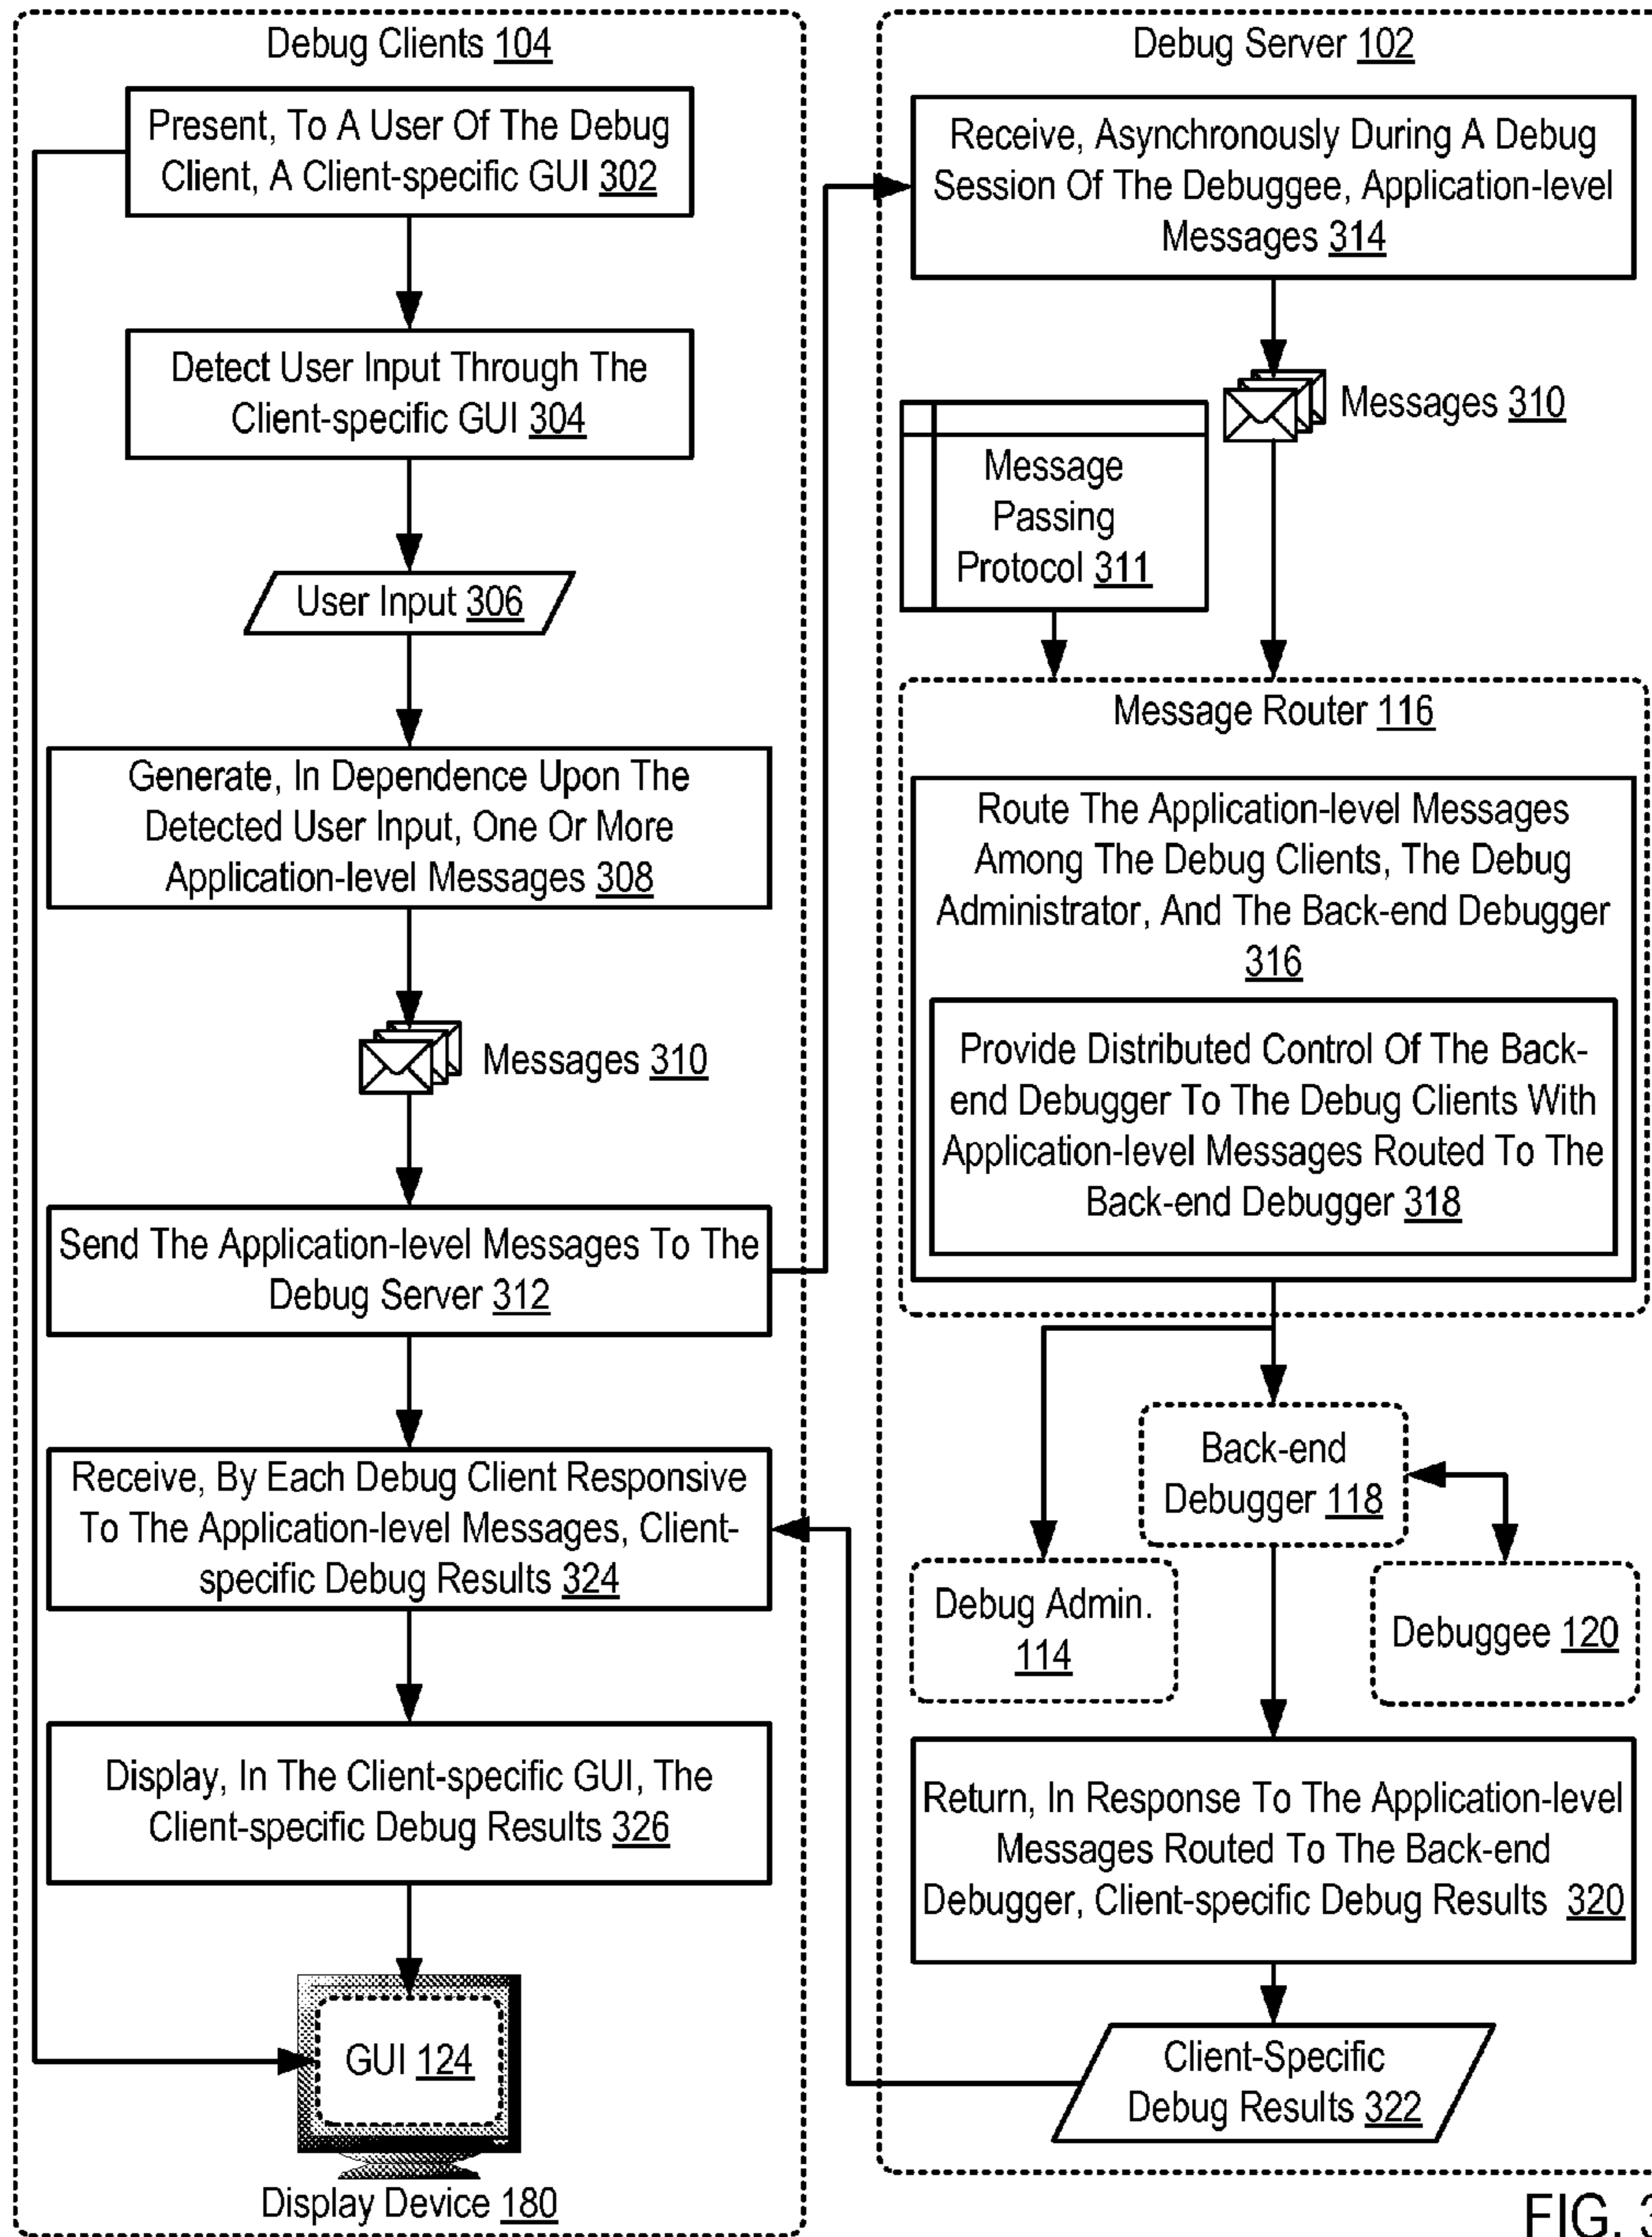 Debug Clients 104
Present, To A User Of The Debug
Client, A Client-specific GUI 302
Detect User Input Through The
Client-specific GUI 304
User Input 306
Generate, In Dependence Upon The
Detected User Input, One Or More
Application-level Messages 308
Messages 310
Send The Application-level Messages To The
Debug Server 312
Receive, By Each Debug Client Responsive
To The Application-level Messages, Client-
specific Debug Results 324
Display, In The Client-specific GUI, The
Client-specific Debug Results 326
GUI 124
Display Device 180
Debug Server 102
Receive, Asynchronously During A Debug
Session Of The Debuggee, Application-level
Messages 314
Messages 310
Message
Passing
Protocol 311
Message Router 116
Route The Application-level Messages
Among The Debug Clients, The Debug
Administrator, And The Back-end Debugger
316
Provide Distributed Control Of The Back-
end Debugger To The Debug Clients With
Application-level Messages Routed To The
Back-end Debugger 318
Back-end
Debugger 118
Debug Admin.
114
Debuggee 120
Return, In Response To The Application-level
Messages Routed To The Back-end
Debugger, Client-specific Debug Results 320
Client-Specific
Debug Results 322
FIG. 3